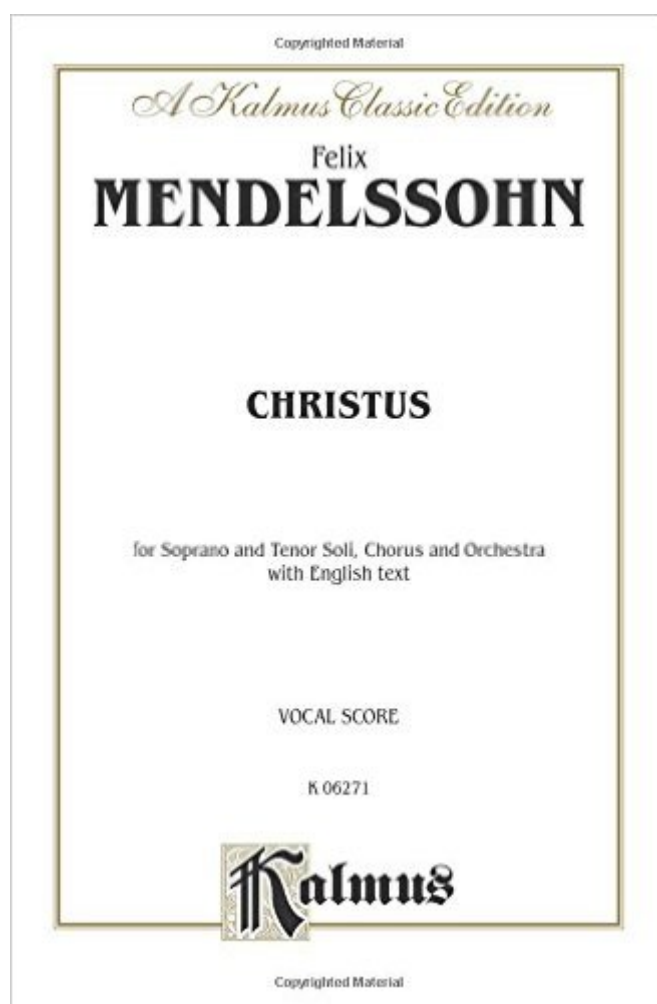 Copyrighted Material
A Kalmus Classic Edition
Felix
MENDELSSOHN
CHRISTUS
for Soprano and Tenor Soli, Chorus and Orchestra
with English text
VOCAL SCORE
K 06271
Kalmus
Copyrighted Material